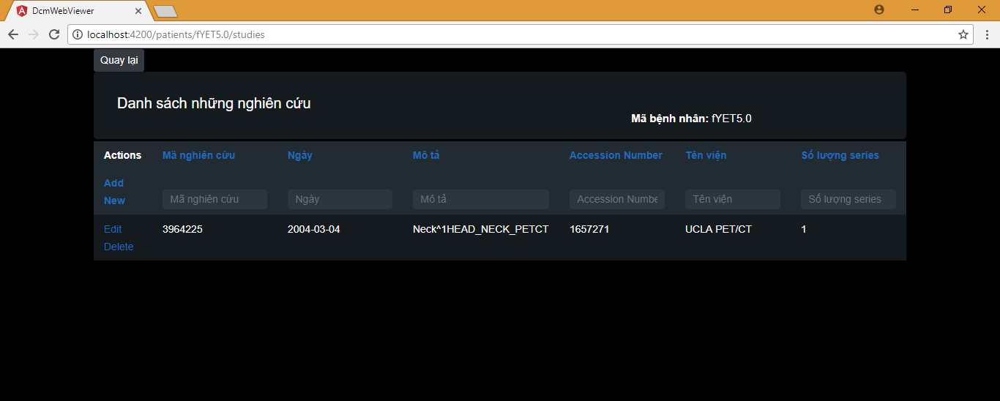 DcmWebViewer
localhost:4200/patients/fYET5.0/studies
Quay lại
Danh sách những nghiên cứu
Mã bệnh nhân: fYET5.0
Actions Mã nghiên cứu Ngày Mô tả Accession Number Tên viện Số lượng series
Add
New Mã nghiên cứu Ngày Mô tả Accession Numbe Tên viện Số lượng series
Edit 3964225 2004-03-04 Neck^1HEAD_NECK_PETCT 1657271 UCLA PET/CT 1
Delete